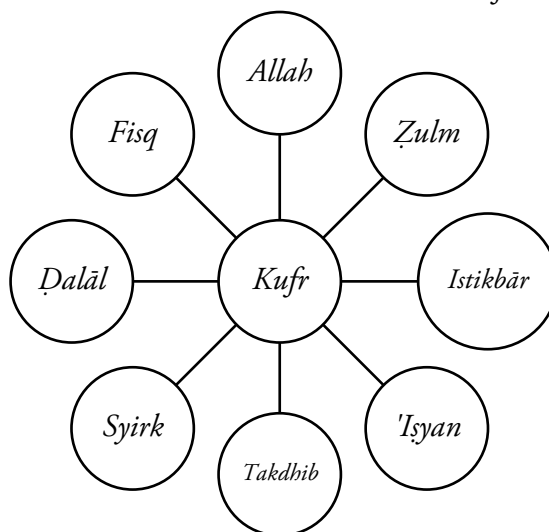 Allah
Fisq
Ẓulm
Ḍalāl
Kufr
Istikbār
Syirk
'Iṣyan
Takdhib